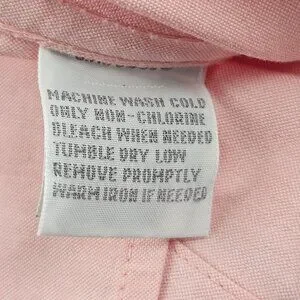 MACHINE WASH COLD
ONLY NON-CHLORINE
BLEACH WHEN NEEDED
TUMBLE DRY LOW
REMOVE PROMPTLY
WARM IRON IF NEEDED